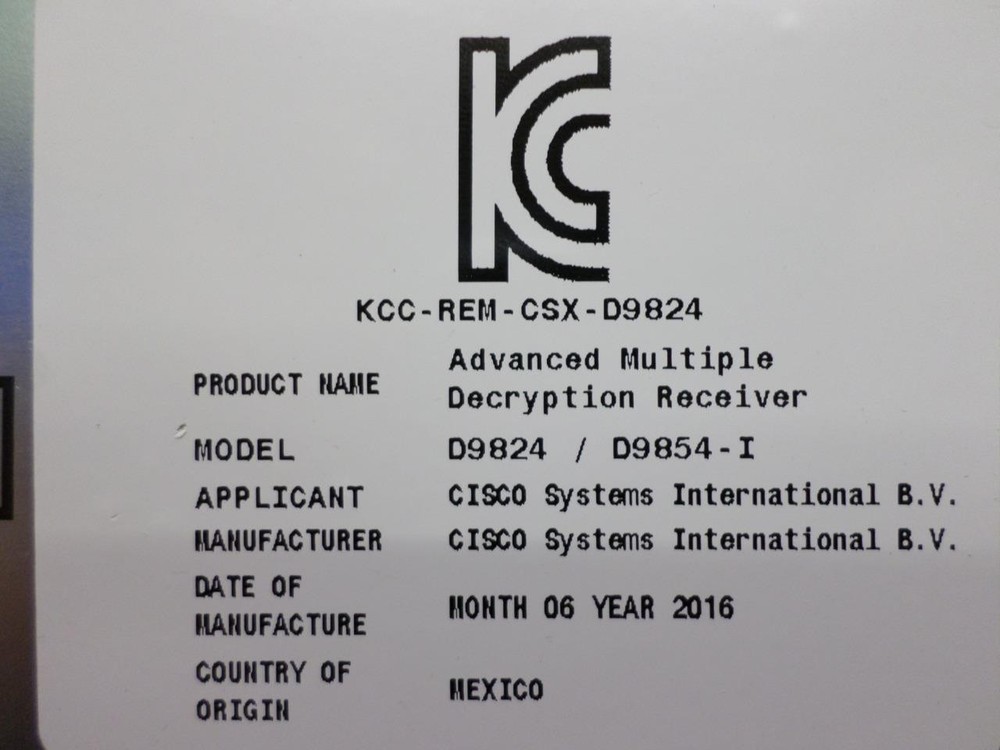 KC
KCC-REM-CSX-D9824
PRODUCT NAME Advanced Multiple
Decryption Receiver
MODEL D9824 / D9854-I
APPLICANT CISCO Systems International B.V.
MANUFACTURER CISCO Systems International B.V.
DATE OF
MANUFACTURE MONTH 06 YEAR 2016
COUNTRY OF
ORIGIN MEXICO